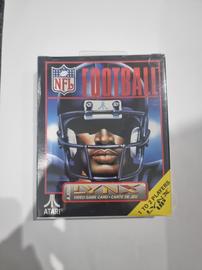 NFL
FOOTBALL
LYNX
VIDEO GAME CARD • CARTE DE JEU
ATARI
1 TO 2 PLAYERS